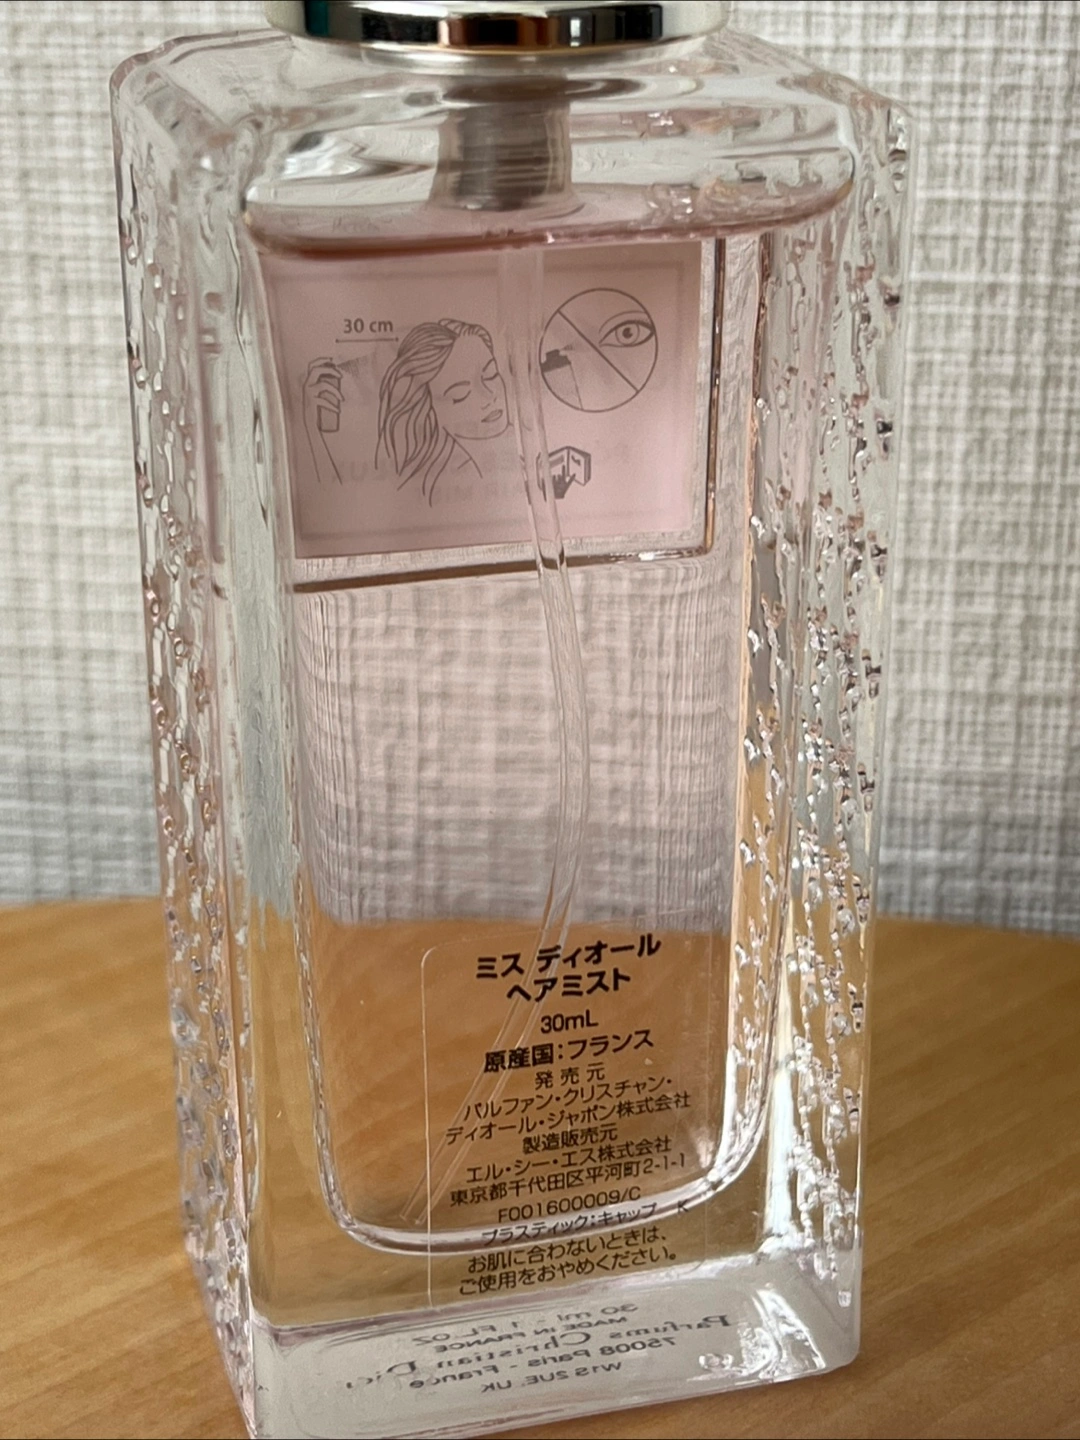 30 cm
ミス ディオール
ヘアミスト
30mL
原産国:フランス
発売元
パルファン・クリスチャン・
ディオール・ジャポン株式会社
製造販売元
エル・シー・エス株式会社
東京都千代田区平河町2-1-1
F001600009/C
プラスティック:キャップ K
お肌に合わないときは、
ご使用をおやめください。
30 ml - 1 FL.OZ
MADE IN FRANCE
Parfums Christian
75008 Paris - France
W1S 2UE, UK